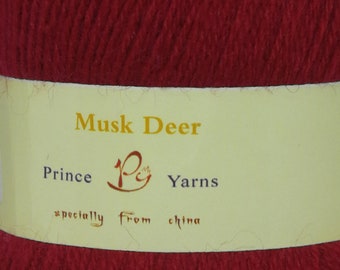 Musk Deer
Prince Yarns
specially from china